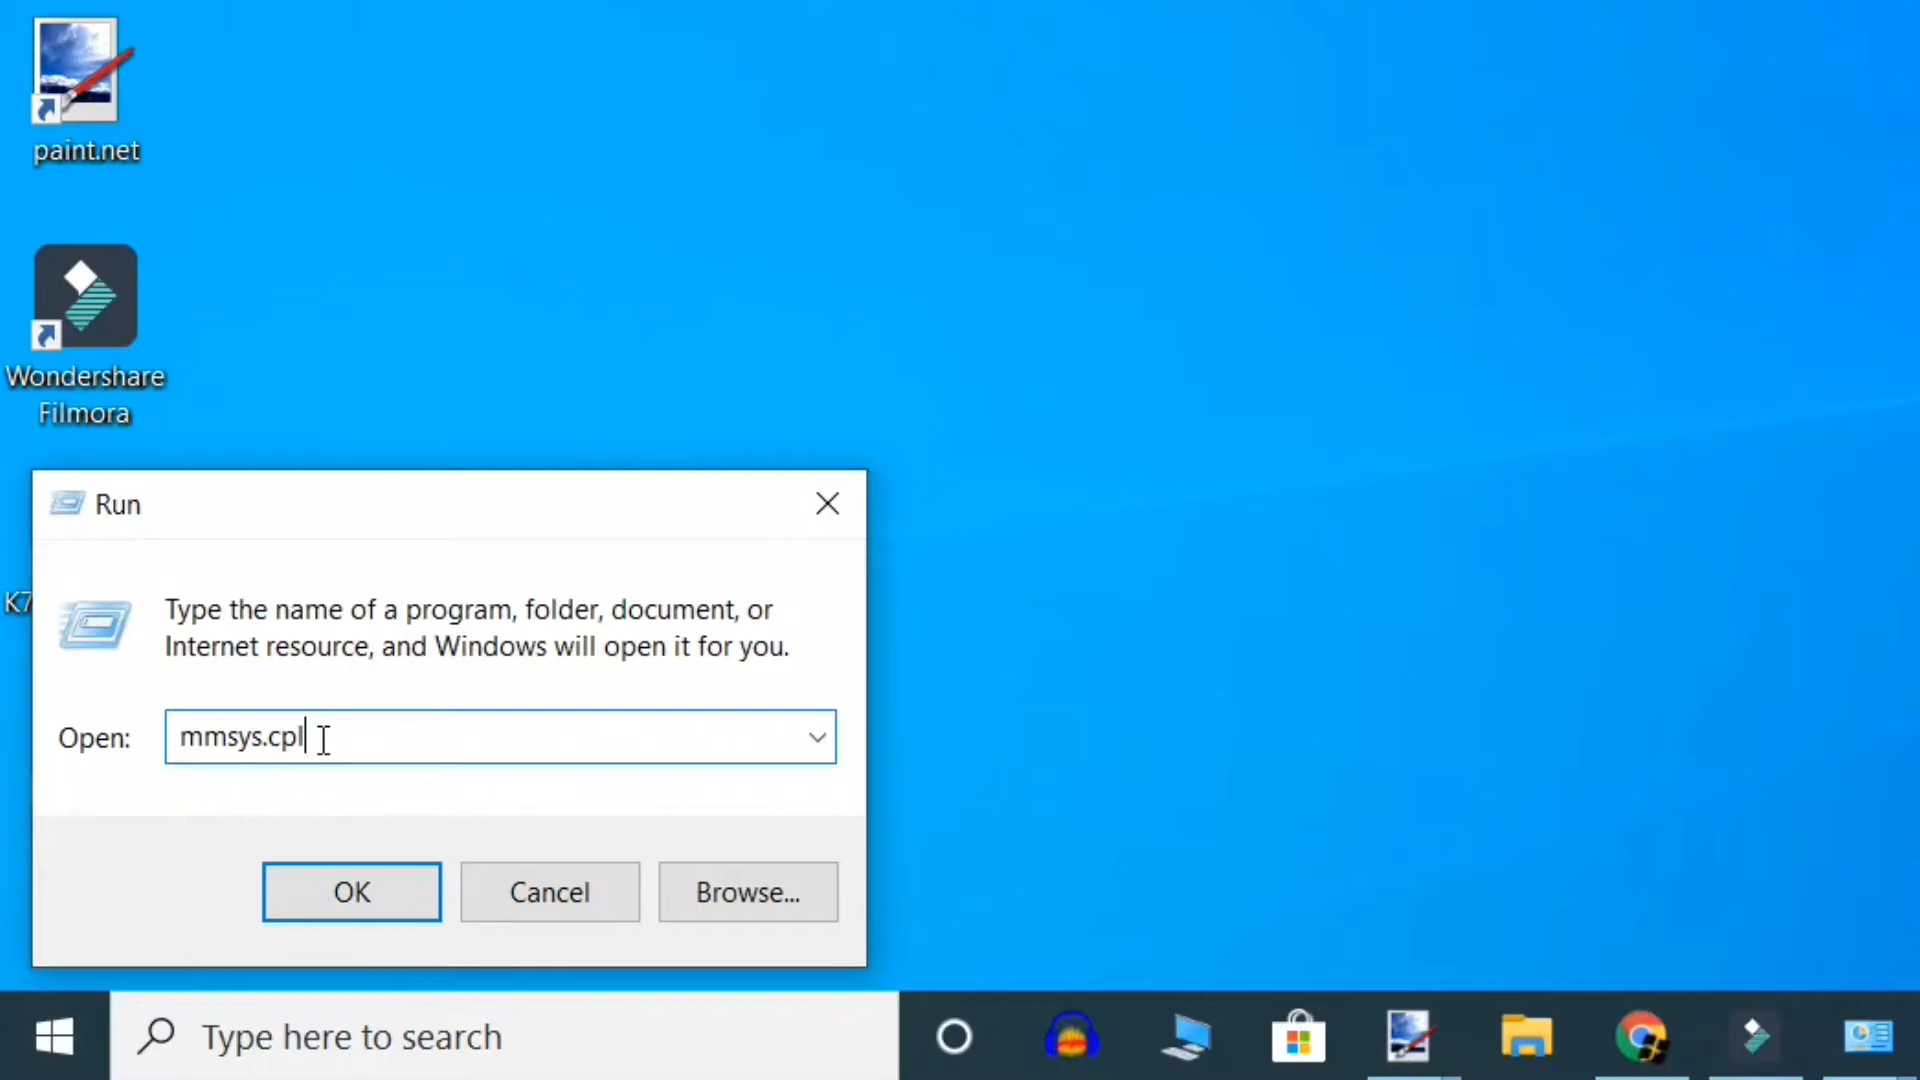 paint.net
Wondershare
Filmora
K7
Run
Type the name of a program, folder, document, or
Internet resource, and Windows will open it for you.
Open: mmsys.cpl
OK Cancel Browse...
Type here to search